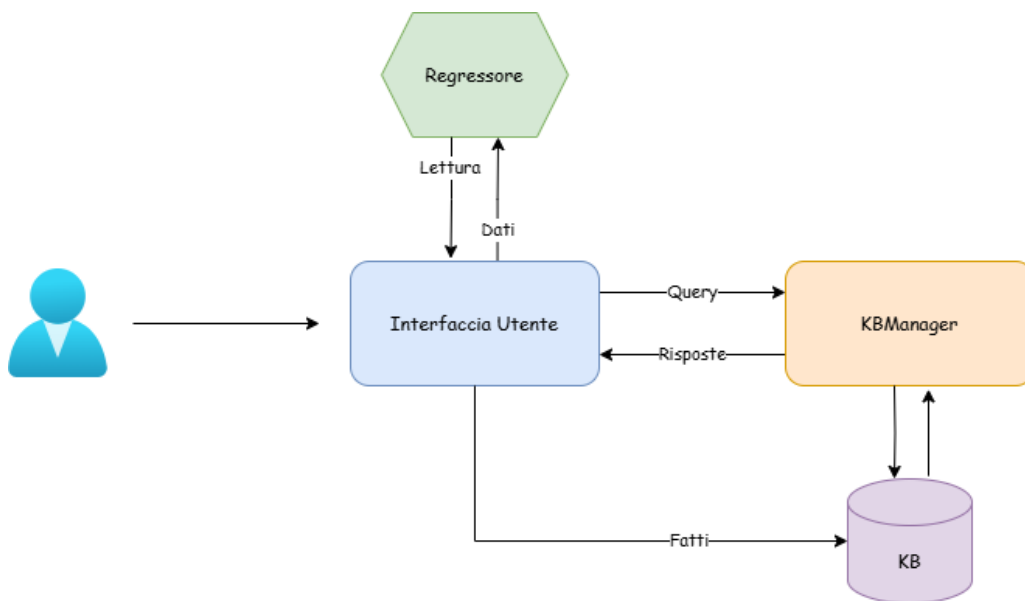 Regressore
Lettura
Dati
Interfaccia Utente
Query
Risposte
KBManager
Fatti
KB